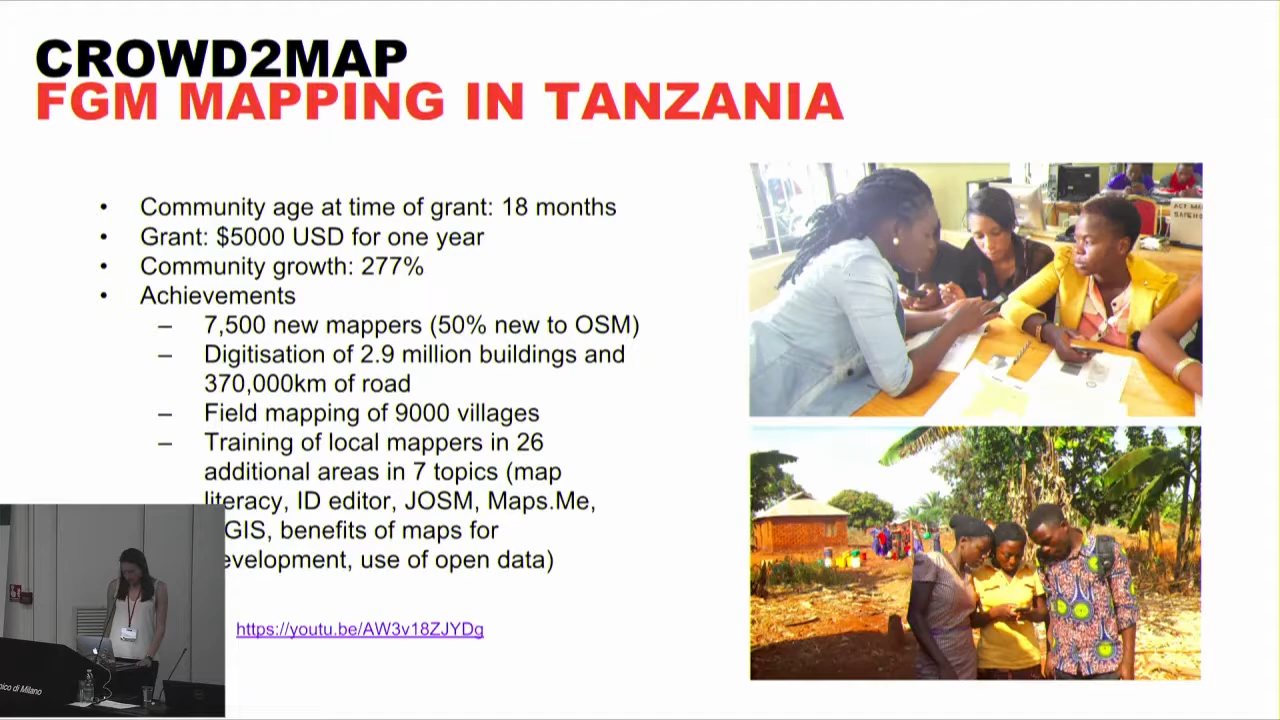 CROWD2MAP
FGM MAPPING IN TANZANIA
• Community age at time of grant: 18 months
• Grant: $5000 USD for one year
• Community growth: 277%
• Achievements
– 7,500 new mappers (50% new to OSM)
– Digitisation of 2.9 million buildings and
370,000km of road
– Field mapping of 9000 villages
– Training of local mappers in 26
additional areas in 7 topics (map
literacy, ID editor, JOSM, Maps.Me,
GIS, benefits of maps for
evelopment, use of open data)
https://youtu.be/AW3v18ZJYDg
di Milano